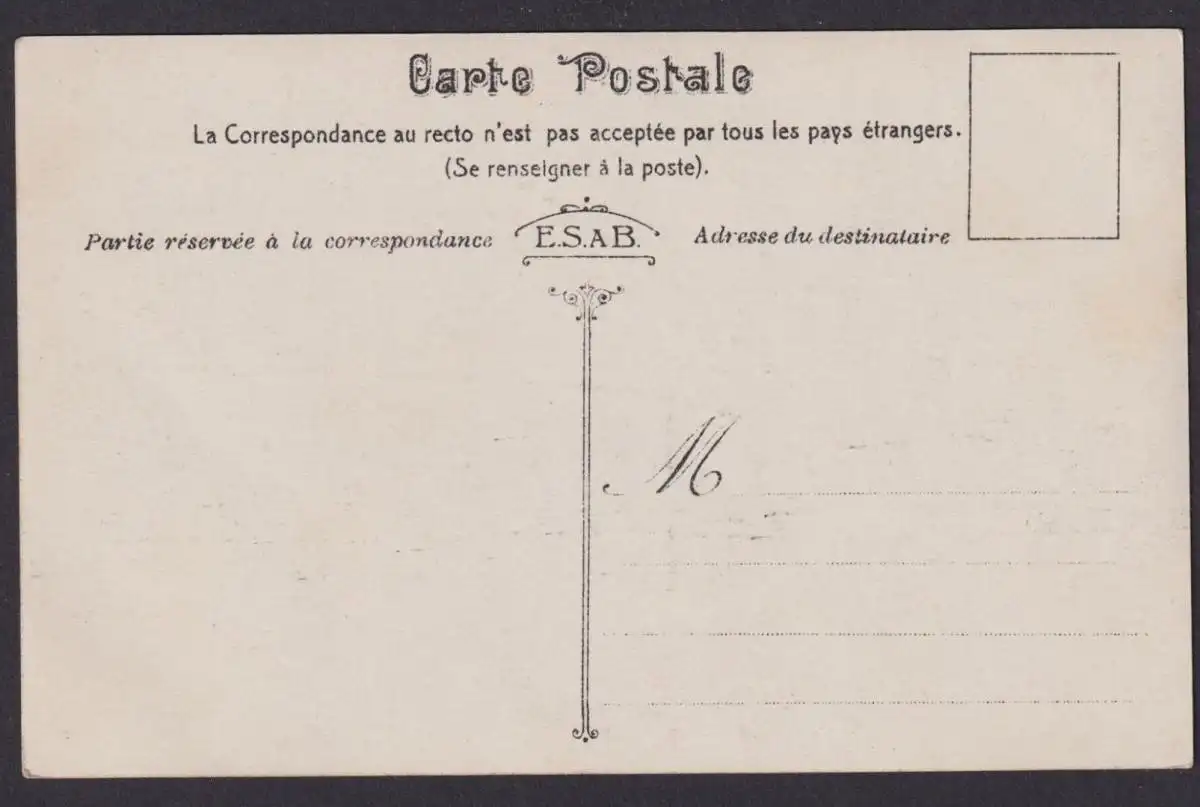 Carte Postale
La Correspondance au recto n'est pas acceptée par tous les pays étrangers.
(Se renseigner à la poste).
Partie réservée à la correspondance
E.S.A B.
Adresse du destinataire
M